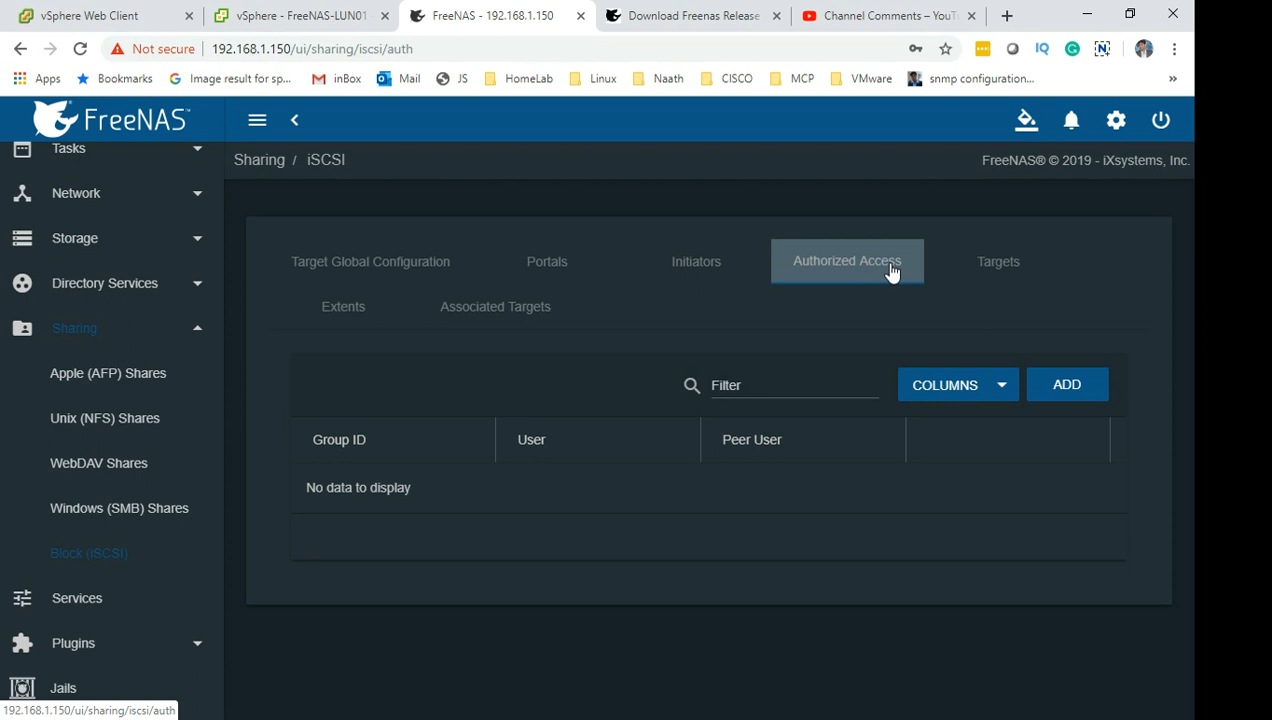 vSphere Web Client
vSphere - FreeNAS-LUN01
FreeNAS - 192.168.1.150
Download Freenas Release
Channel Comments - YouT
Not secure 192.168.1.150/ui/sharing/iscsi/auth
IQ
N
Apps Bookmarks Image result for sp... inBox Mail JS HomeLab Linux Naath CISCO MCP VMware snmp configuration... »
FreeNAS™
Sharing / iSCSI
FreeNAS® © 2019 - iXsystems, Inc.
Tasks
Network
Storage
Directory Services
Sharing
Apple (AFP) Shares
Unix (NFS) Shares
WebDAV Shares
Windows (SMB) Shares
Block (iSCSI)
Services
Plugins
Jails
Target Global Configuration Portals Initiators Authorized Access Targets
Extents Associated Targets
Filter COLUMNS ADD
Group ID User Peer User
No data to display
192.168.1.150/ui/sharing/iscsi/auth